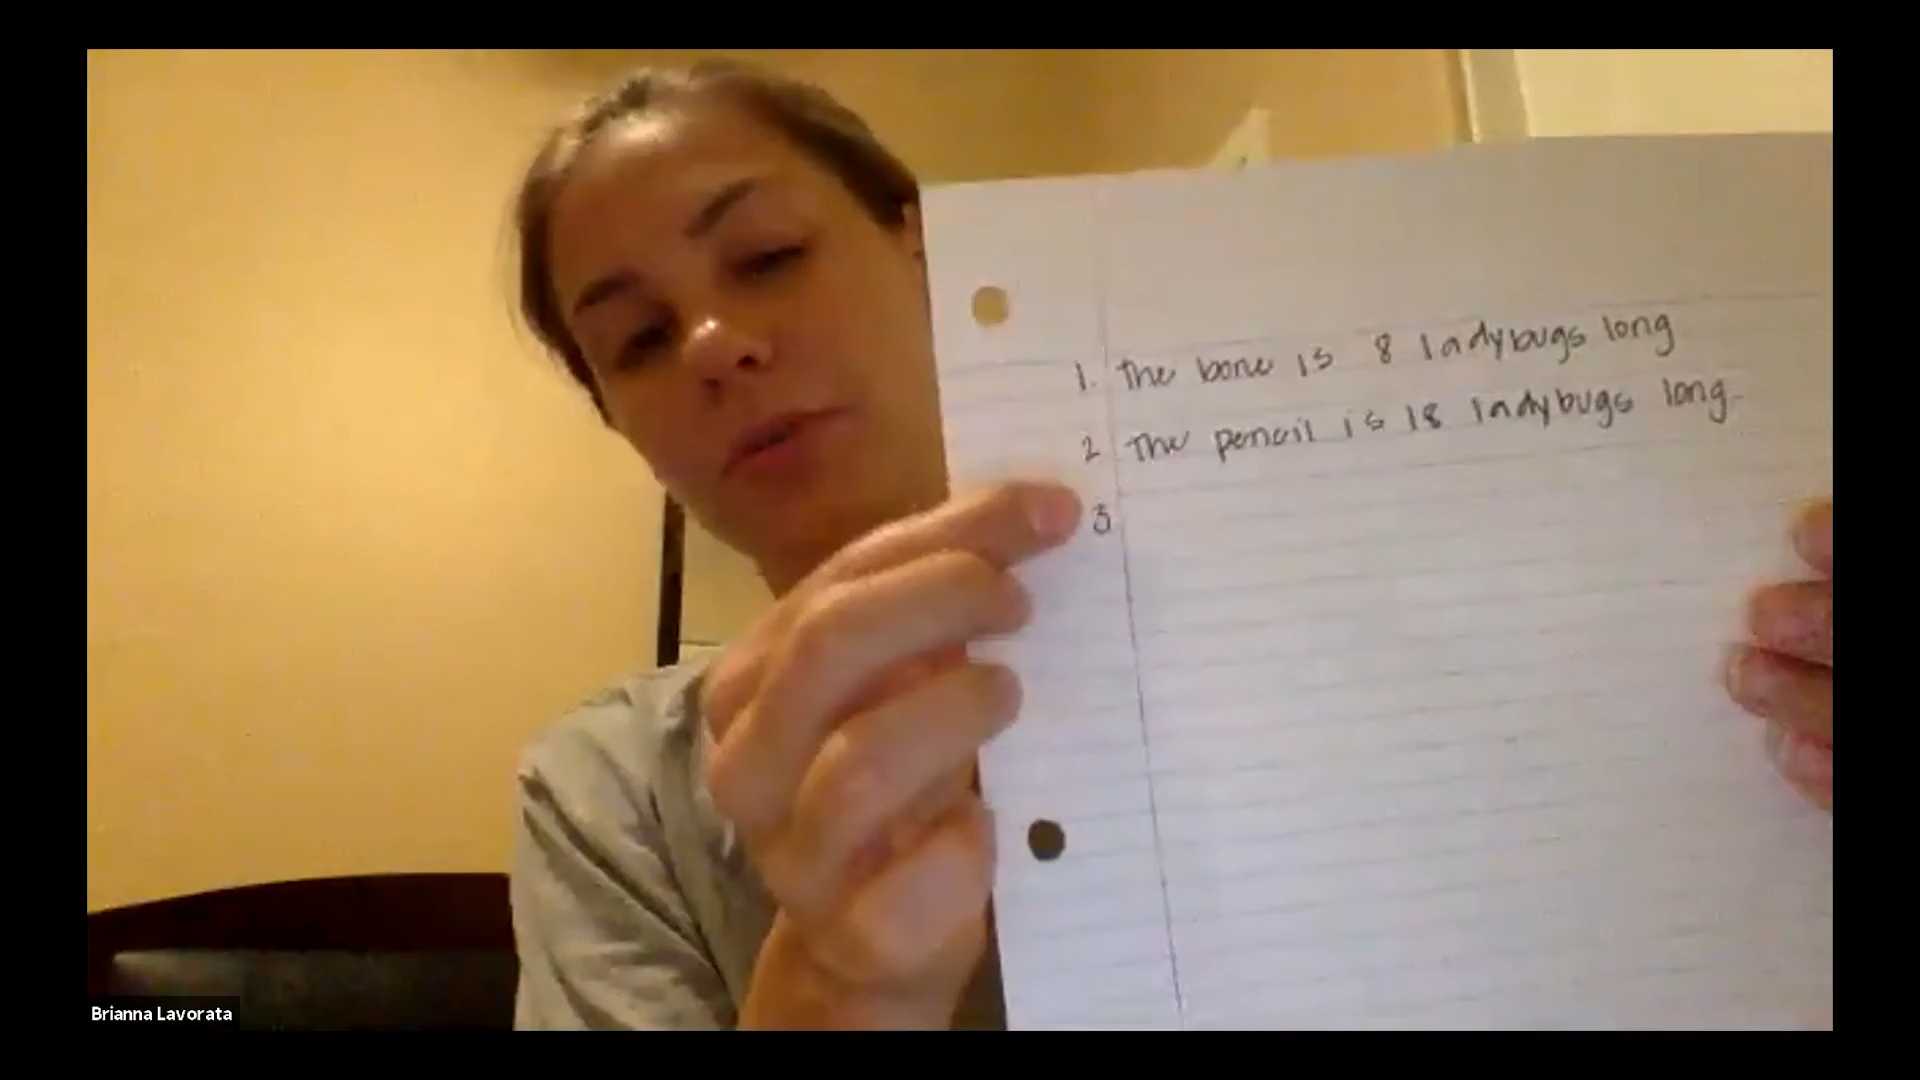 1. The bone is 8 ladybugs long
2 The pencil is 18 ladybugs long.
3
Brianna Lavorata